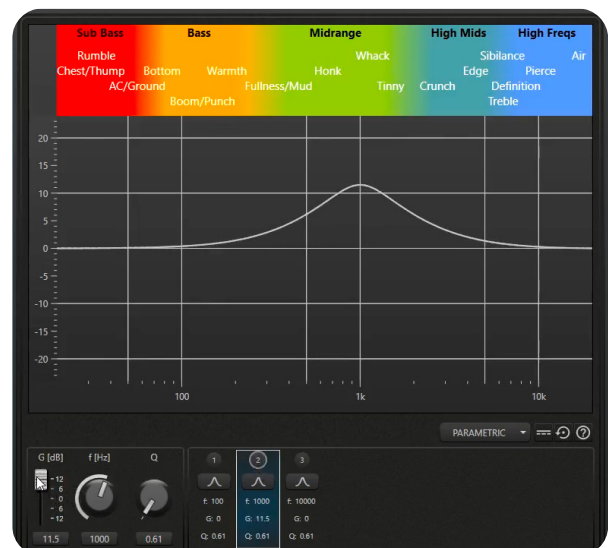 Sub Bass Bass Midrange High Mids High Freqs
Rumble Whack Sibilance Air
Chest/Thump Bottom Warmth Honk Edge Pierce
AC/Ground Fullness/Mud Tinny Crunch Definition
Boom/Punch Treble
20
15
10
5
0
-5
-10
-15
-20
100 1k 10k
PARAMETRIC ?
G [dB] f [Hz] Q 1 2 3
-12
- 6
- 0
- 6
-12
f: 100 f: 1000 f: 10000
G: 0 G: 11.5 G: 0
11.5 1000 0.61 Q: 0.61 Q: 0.61 Q: 0.61